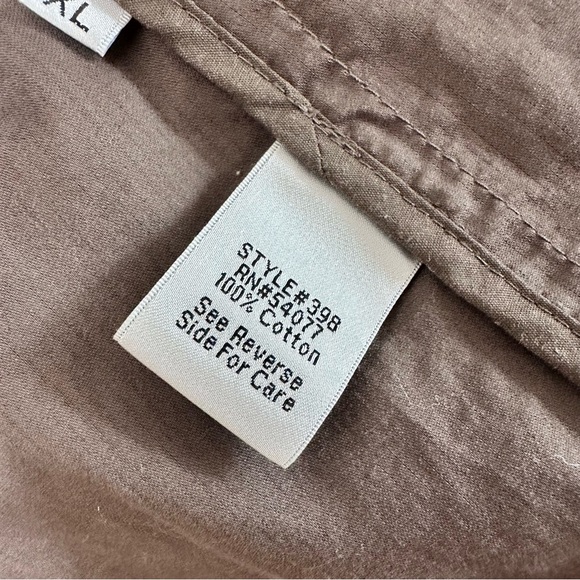 XL
STYLE#398
RN#54077
100% Cotton
See Reverse
Side For Care